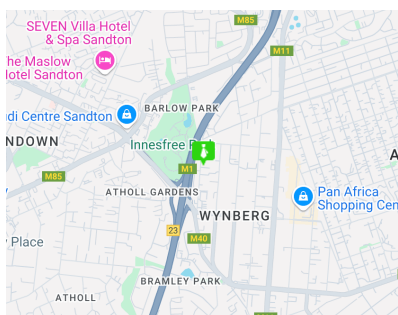 SEVEN Villa Hotel
& Spa Sandton
M85
M11
he Maslow
Hotel Sandton
BARLOW PARK
di Centre Sandton
NDOWN
Innesfree
M1
M85
ATHOLL GARDENS
Pan Africa
Shopping Cen
WYNBERG
23
M40
Place
BRAMLEY PARK
ATHOLL
M11